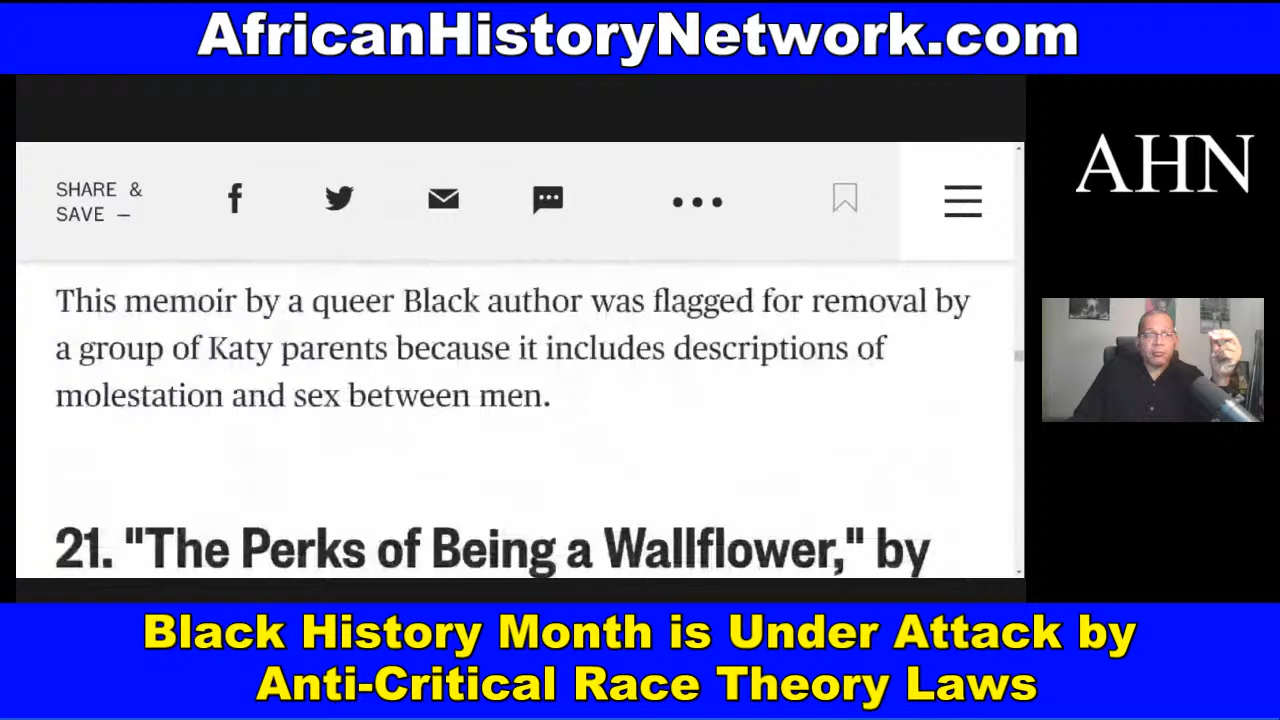 AfricanHistoryNetwork.com
AHN
SHARE &
SAVE –
This memoir by a queer Black author was flagged for removal by
a group of Katy parents because it includes descriptions of
molestation and sex between men.
21. "The Perks of Being a Wallflower," by
Black History Month is Under Attack by
Anti-Critical Race Theory Laws